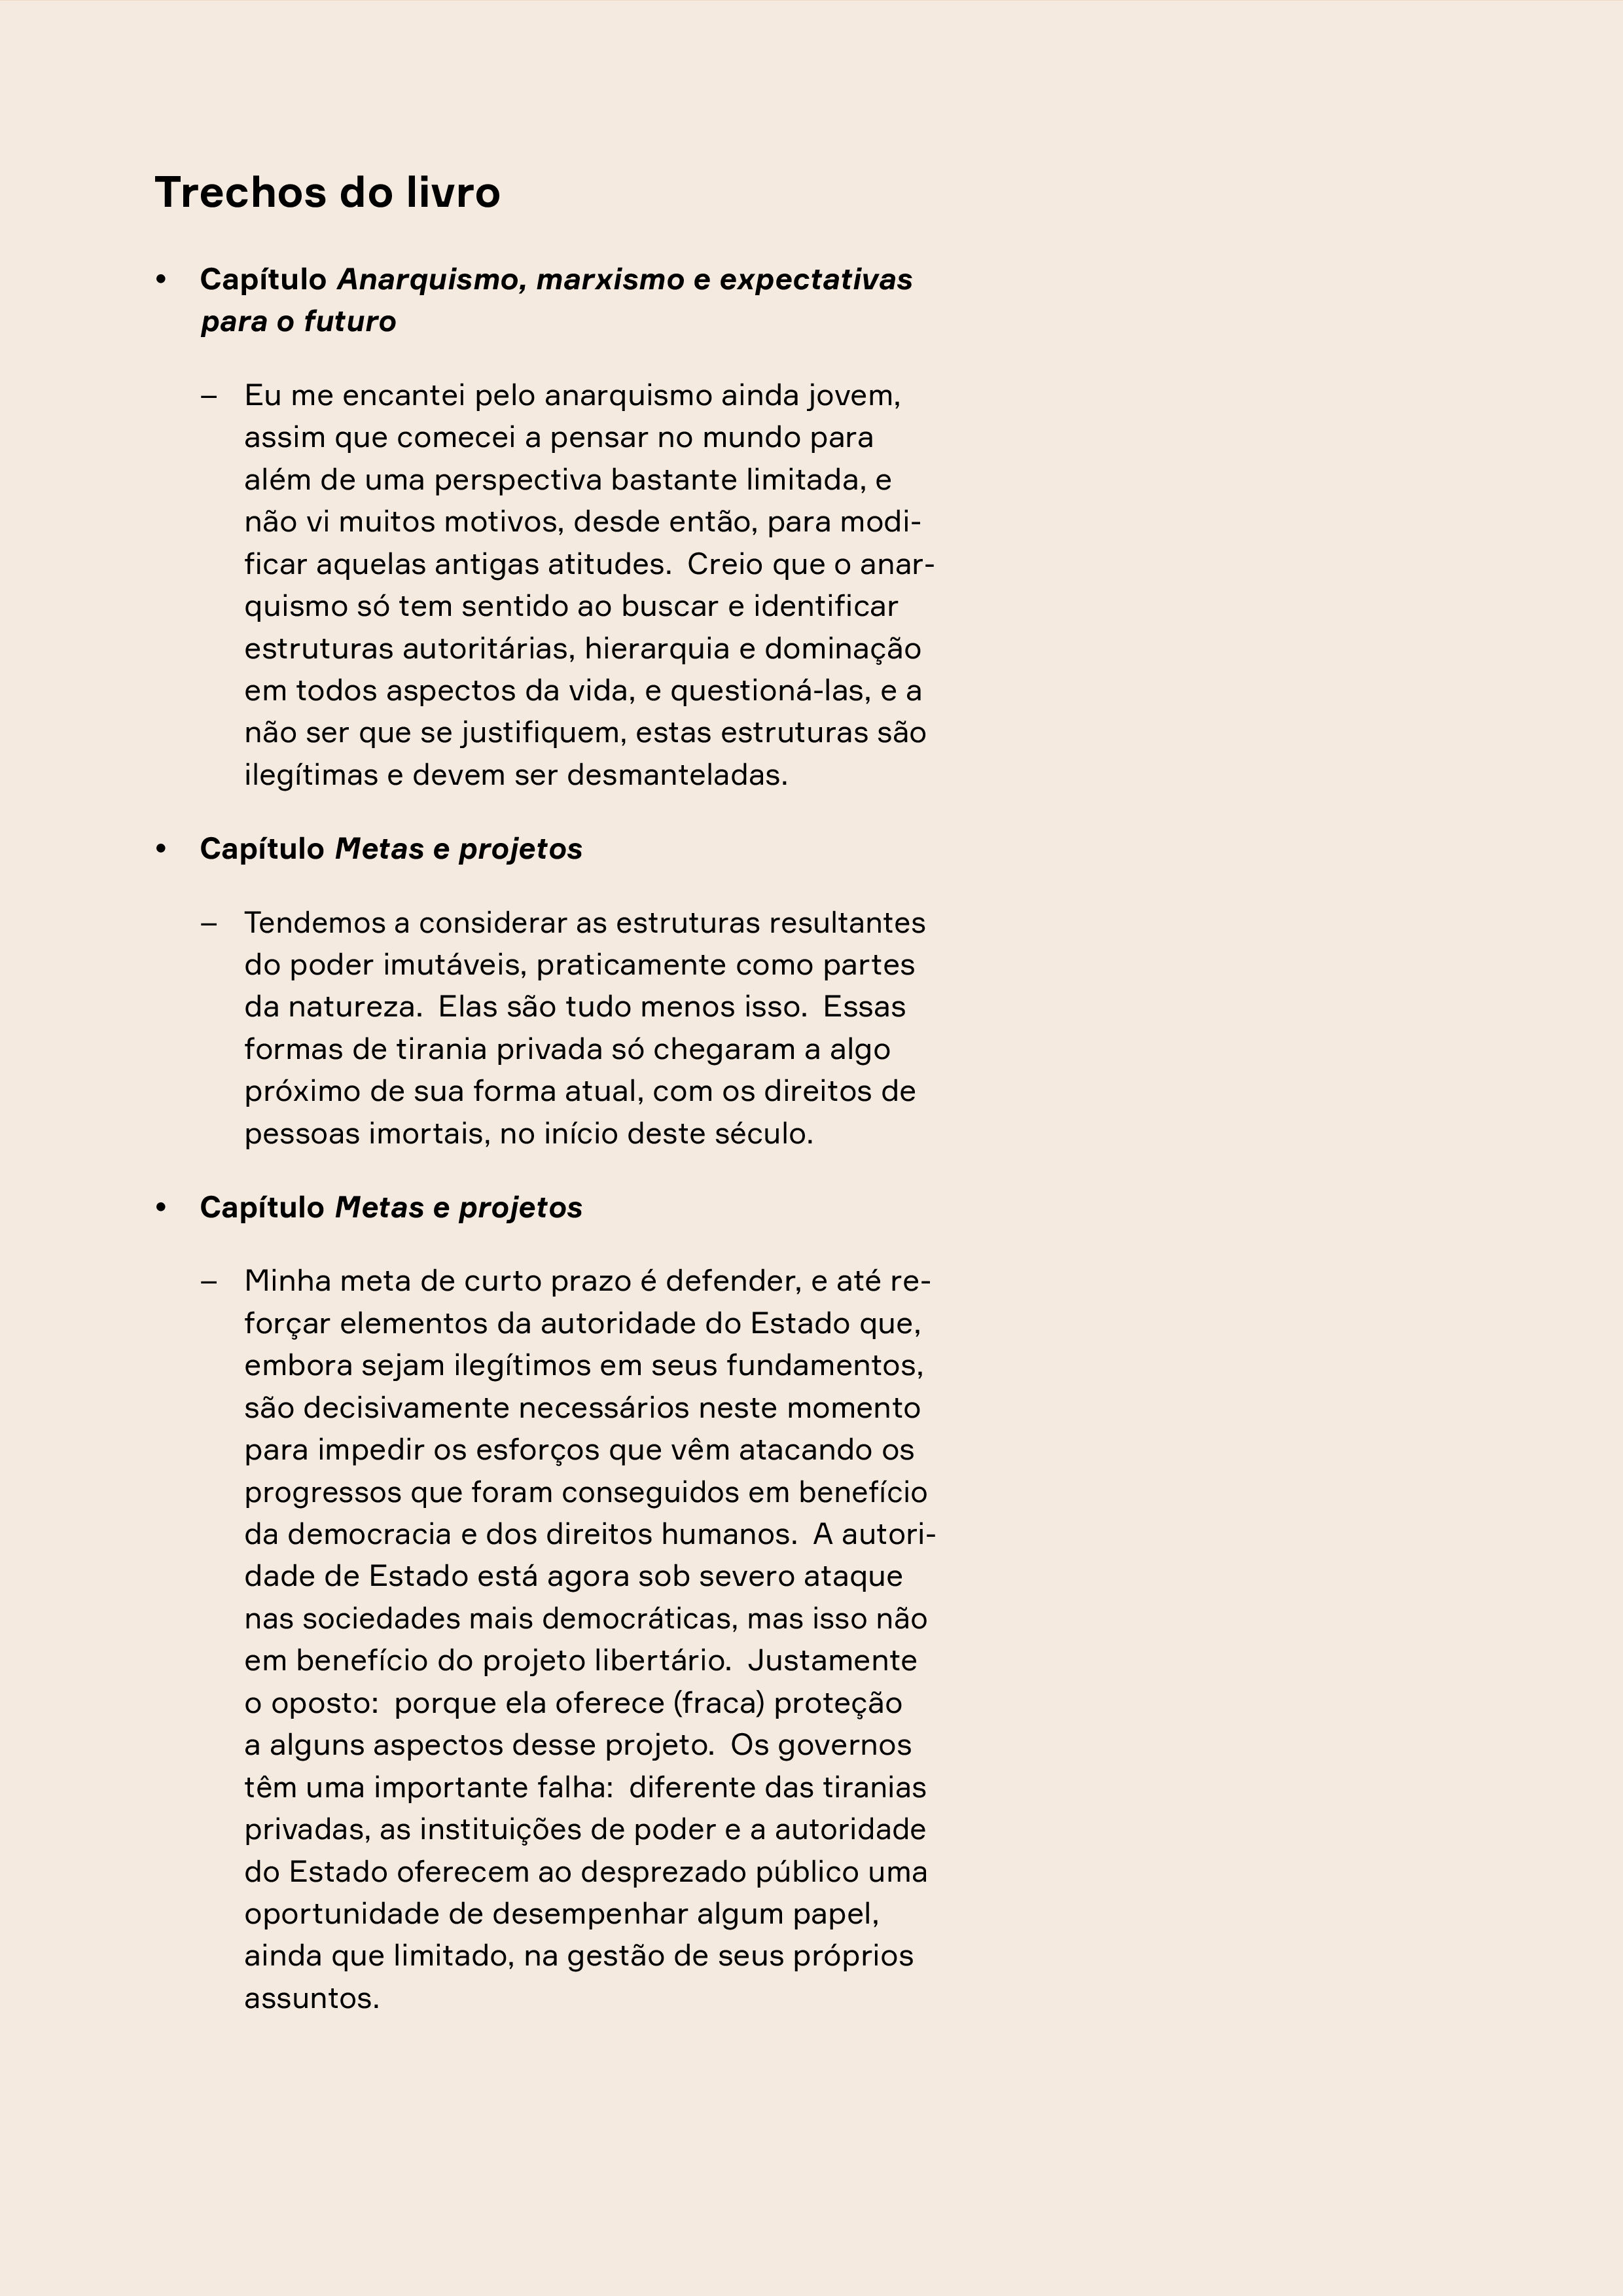 Trechos do livro
• Capítulo Anarquismo, marxismo e expectativas
para o futuro
– Eu me encantei pelo anarquismo ainda jovem,
assim que comecei a pensar no mundo para
além de uma perspectiva bastante limitada, e
não vi muitos motivos, desde então, para modi-
ficar aquelas antigas atitudes. Creio que o anar-
quismo só tem sentido ao buscar e identificar
estruturas autoritárias, hierarquia e dominação
em todos aspectos da vida, e questioná-las, e a
não ser que se justifiquem, estas estruturas são
ilegítimas e devem ser desmanteladas.
• Capítulo Metas e projetos
– Tendemos a considerar as estruturas resultantes
do poder imutáveis, praticamente como partes
da natureza. Elas são tudo menos isso. Essas
formas de tirania privada só chegaram a algo
próximo de sua forma atual, com os direitos de
pessoas imortais, no início deste século.
• Capítulo Metas e projetos
– Minha meta de curto prazo é defender, e até re-
forçar elementos da autoridade do Estado que,
embora sejam ilegítimos em seus fundamentos,
são decisivamente necessários neste momento
para impedir os esforços que vêm atacando os
progressos que foram conseguidos em benefício
da democracia e dos direitos humanos. A autori-
dade de Estado está agora sob severo ataque
nas sociedades mais democráticas, mas isso não
em benefício do projeto libertário. Justamente
o oposto: porque ela oferece (fraca) proteção
a alguns aspectos desse projeto. Os governos
têm uma importante falha: diferente das tiranias
privadas, as instituições de poder e a autoridade
do Estado oferecem ao desprezado público uma
oportunidade de desempenhar algum papel,
ainda que limitado, na gestão de seus próprios
assuntos.